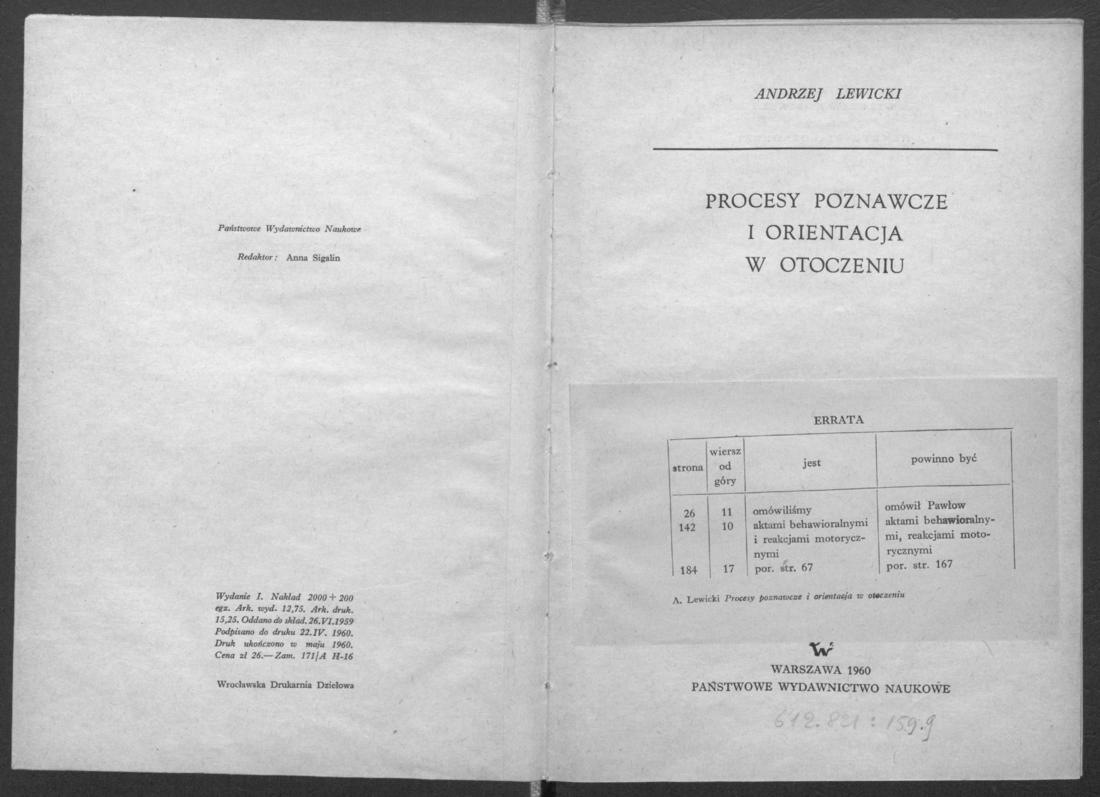 Państwowe Wydawnictwo Naukowe
Redaktor: Anna Sigalin
Wydanie I. Nakład 2000+200
egz. Ark. wyd. 12,75. Ark. druk.
15,25. Oddano do skład. 26.VI.1959
Podpisano do druku 22.IV. 1960.
Druk ukończono w maju 1960.
Cena zł 26.— Zam. 171/A H-16
Wrocławska Drukarnia Dziełowa
ANDRZEJ LEWICKI
PROCESY POZNAWCZE
I ORIENTACJA
W OTOCZENIU
ERRATA
strona wiersz od góry jest powinno być
26 11 omówiliśmy omówił Pawłow
142 10 aktami behawioralnymi aktami behawioralny-
i reakcjami motorycz- mi, reakcjami moto-
nymi rycznymi
184 17 por. str. 67 por. str. 167
A. Lewicki Procesy poznawcze i orientacja w otoczeniu
WARSZAWA 1960
PAŃSTWOWE WYDAWNICTWO NAUKOWE
612.821:159.9